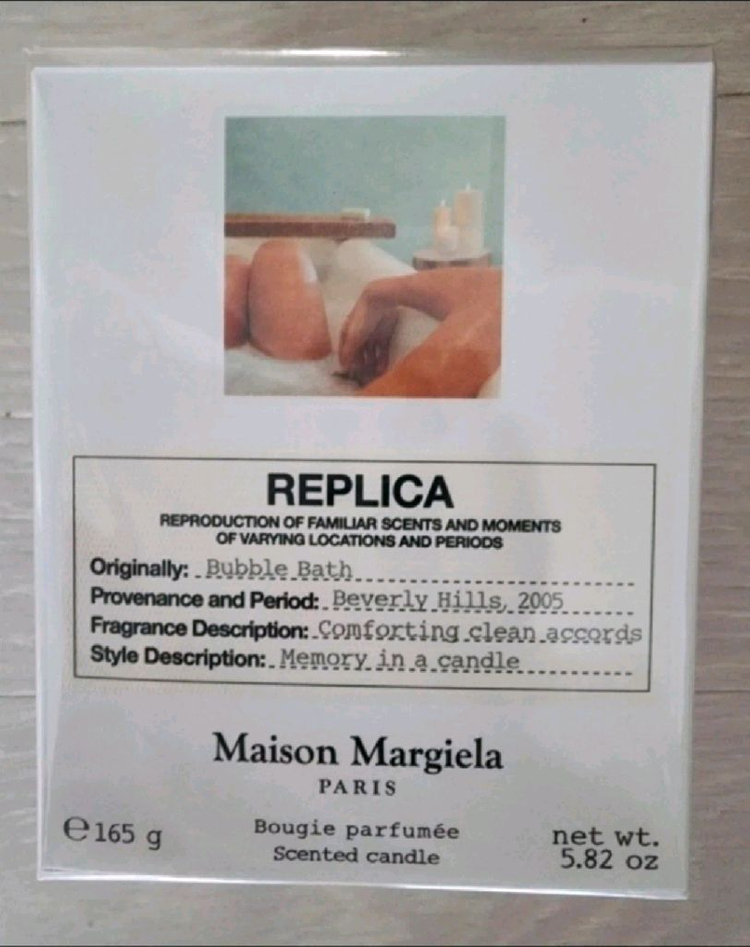 REPLICA
REPRODUCTION OF FAMILIAR SCENTS AND MOMENTS
OF VARYING LOCATIONS AND PERIODS
Originally: Bubble Bath
Provenance and Period: Beverly Hills, 2005
Fragrance Description: Comforting clean accords
Style Description: Memory in a candle
Maison Margiela
PARIS
℮165 g
Bougie parfumée
Scented candle
net wt.
5.82 oz